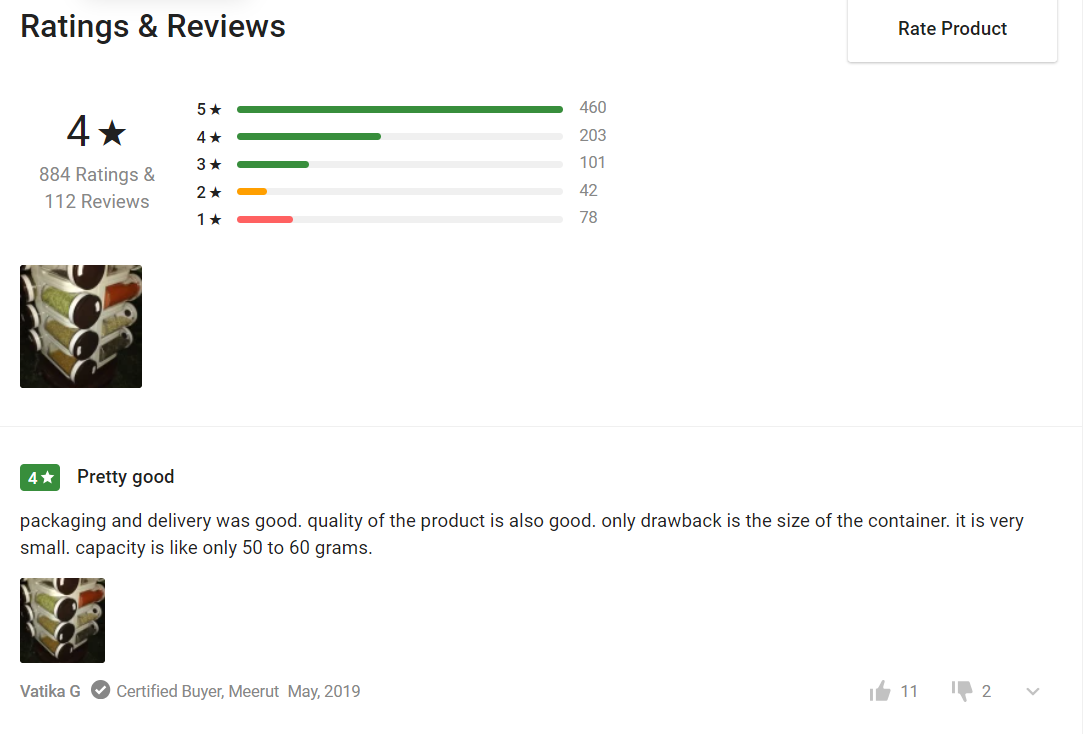 Ratings & Reviews
Rate Product
4 ★
884 Ratings &
112 Reviews
5 ★ 460
4 ★ 203
3 ★ 101
2 ★ 42
1 ★ 78
4 ★ Pretty good
packaging and delivery was good. quality of the product is also good. only drawback is the size of the container. it is very
small. capacity is like only 50 to 60 grams.
Vatika G Certified Buyer, Meerut May, 2019
11 2